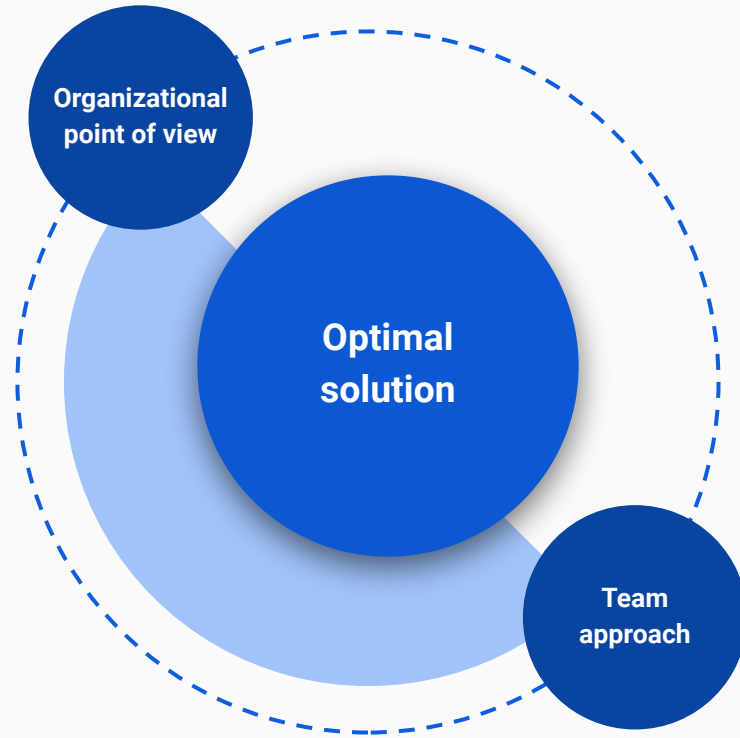 Organizational
point of view
Optimal
solution
Team
approach